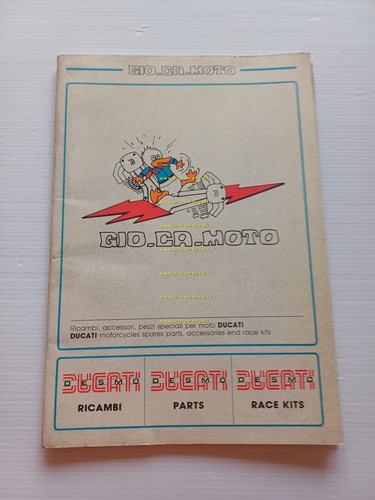 GIO.CA.MOTO
GIO.CA.MOTO
Ricambi, accessori, pezzi speciali per moto DUCATI
DUCATI motorcycles spares parts, accessories end race kits
DUCATI DUCATI DUCATI
DESMO DESMO DESMO
RICAMBI PARTS RACE KITS